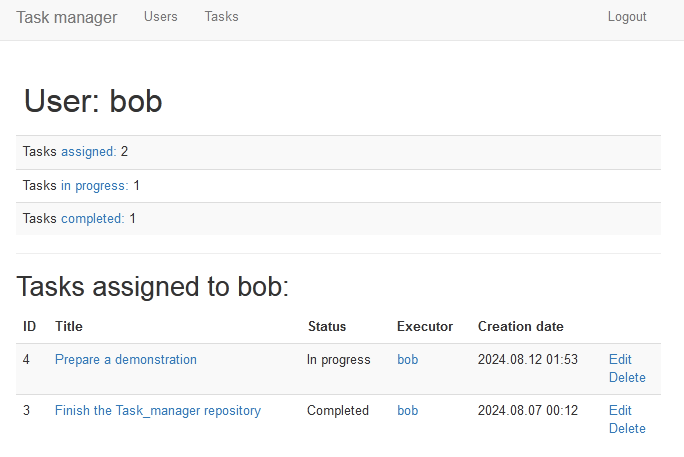 Task manager Users Tasks Logout
User: bob
Tasks assigned: 2
Tasks in progress: 1
Tasks completed: 1
Tasks assigned to bob:
ID Title Status Executor Creation date
4 Prepare a demonstration In progress bob 2024.08.12 01:53 Edit
Delete
3 Finish the Task_manager repository Completed bob 2024.08.07 00:12 Edit
Delete